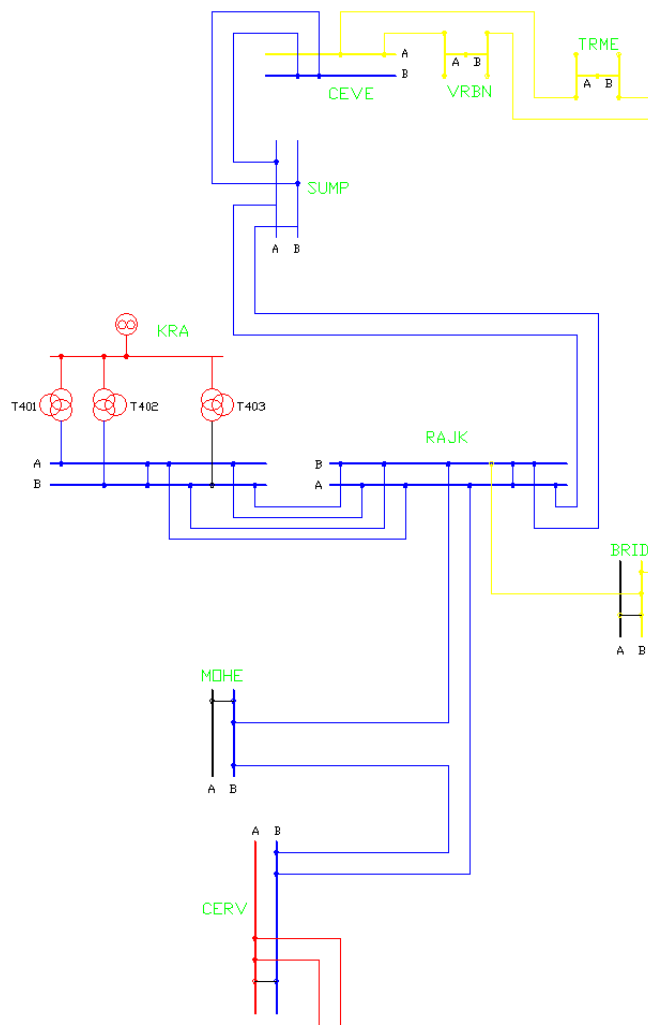 TRME
A
A B
A B
B
CEVE
VRBN
SUMP
A B
KRA
T401
T402
T403
RAJK
A
B
B
A
BRID
A B
MOHE
A B
A B
CERV